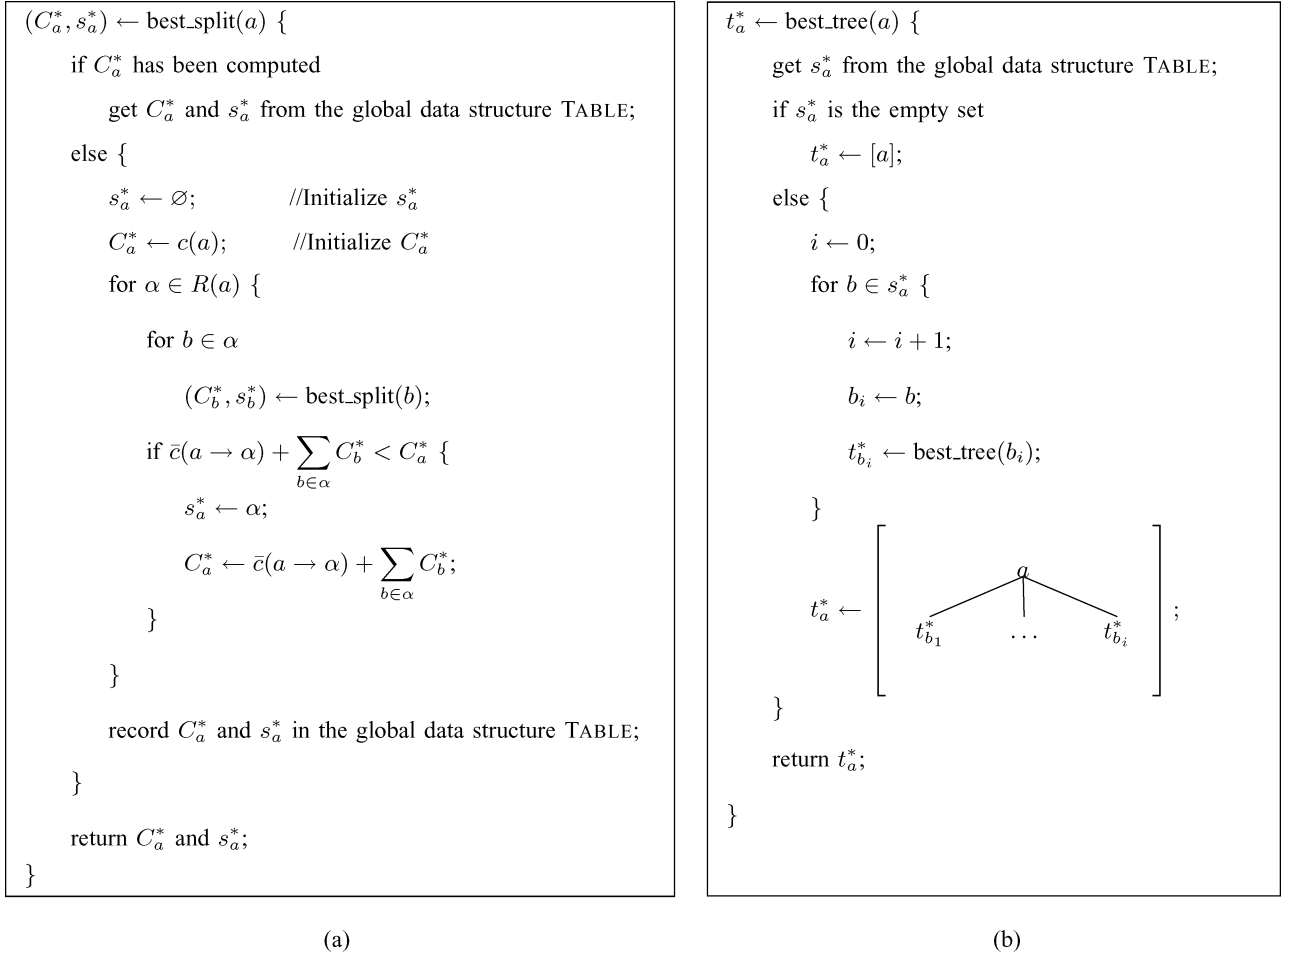 (C*_a, s*_a) ← best_split(a) {
if C*_a has been computed
get C*_a and s*_a from the global data structure TABLE;
else {
s*_a ← ∅; //Initialize s*_a
C*_a ← c(a); //Initialize C*_a
for α ∈ R(a) {
for b ∈ α
(C*_b, s*_b) ← best_split(b);
if c̄(a → α) + ∑_{b∈α} C*_b < C*_a {
s*_a ← α;
C*_a ← c̄(a → α) + ∑_{b∈α} C*_b;
}
}
record C*_a and s*_a in the global data structure TABLE;
}
return C*_a and s*_a;
}
(a)
t*_a ← best_tree(a) {
get s*_a from the global data structure TABLE;
if s*_a is the empty set
t*_a ← [a];
else {
i ← 0;
for b ∈ s*_a {
i ← i + 1;
b_i ← b;
t*_{b_i} ← best_tree(b_i);
}
a
t*_a ← [ t*_{b_1} ... t*_{b_i} ] ;
}
return t*_a;
}
(b)